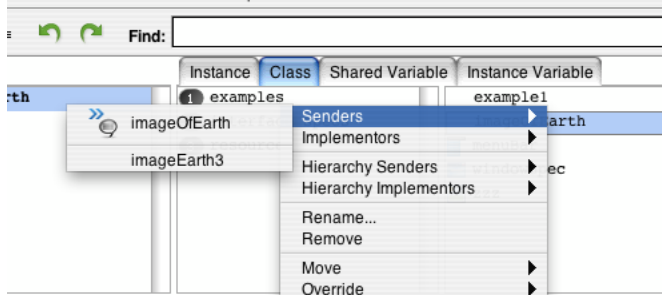 Find:
Instance Class Shared Variable Instance Variable
rth
1 examples
example1
imageOfEarth
imageEarth3
Senders
Implementors
Hierarchy Senders
Hierarchy Implementors
Rename...
Remove
Move
Override
arth
ec